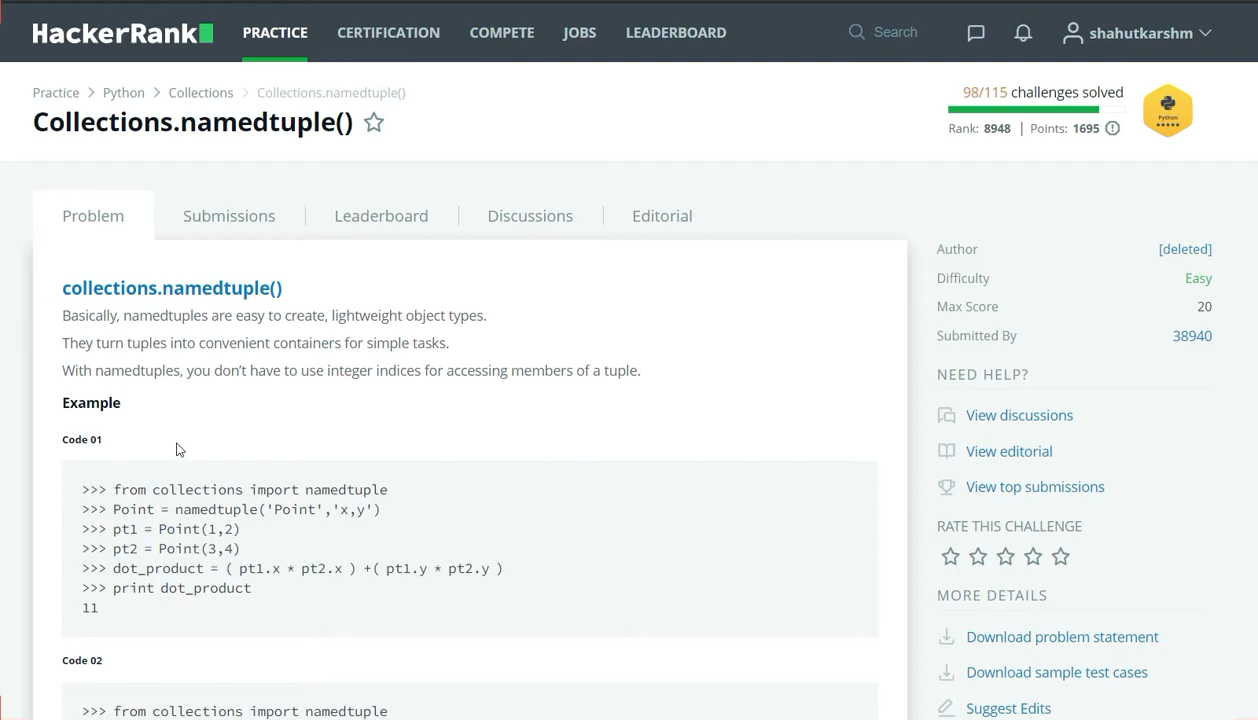 HackerRank PRACTICE CERTIFICATION COMPETE JOBS LEADERBOARD Search shahutkarshm
Practice > Python > Collections > Collections.namedtuple()
Collections.namedtuple()
98/115 challenges solved
Rank: 8948 | Points: 1695
Python
Problem Submissions Leaderboard Discussions Editorial
collections.namedtuple()
Basically, namedtuples are easy to create, lightweight object types.
They turn tuples into convenient containers for simple tasks.
With namedtuples, you don’t have to use integer indices for accessing members of a tuple.
Example
Code 01
>>> from collections import namedtuple
>>> Point = namedtuple('Point','x,y')
>>> pt1 = Point(1,2)
>>> pt2 = Point(3,4)
>>> dot_product = ( pt1.x * pt2.x ) +( pt1.y * pt2.y )
>>> print dot_product
11
Code 02
>>> from collections import namedtuple
Author [deleted]
Difficulty Easy
Max Score 20
Submitted By 38940
NEED HELP?
View discussions
View editorial
View top submissions
RATE THIS CHALLENGE
MORE DETAILS
Download problem statement
Download sample test cases
Suggest Edits